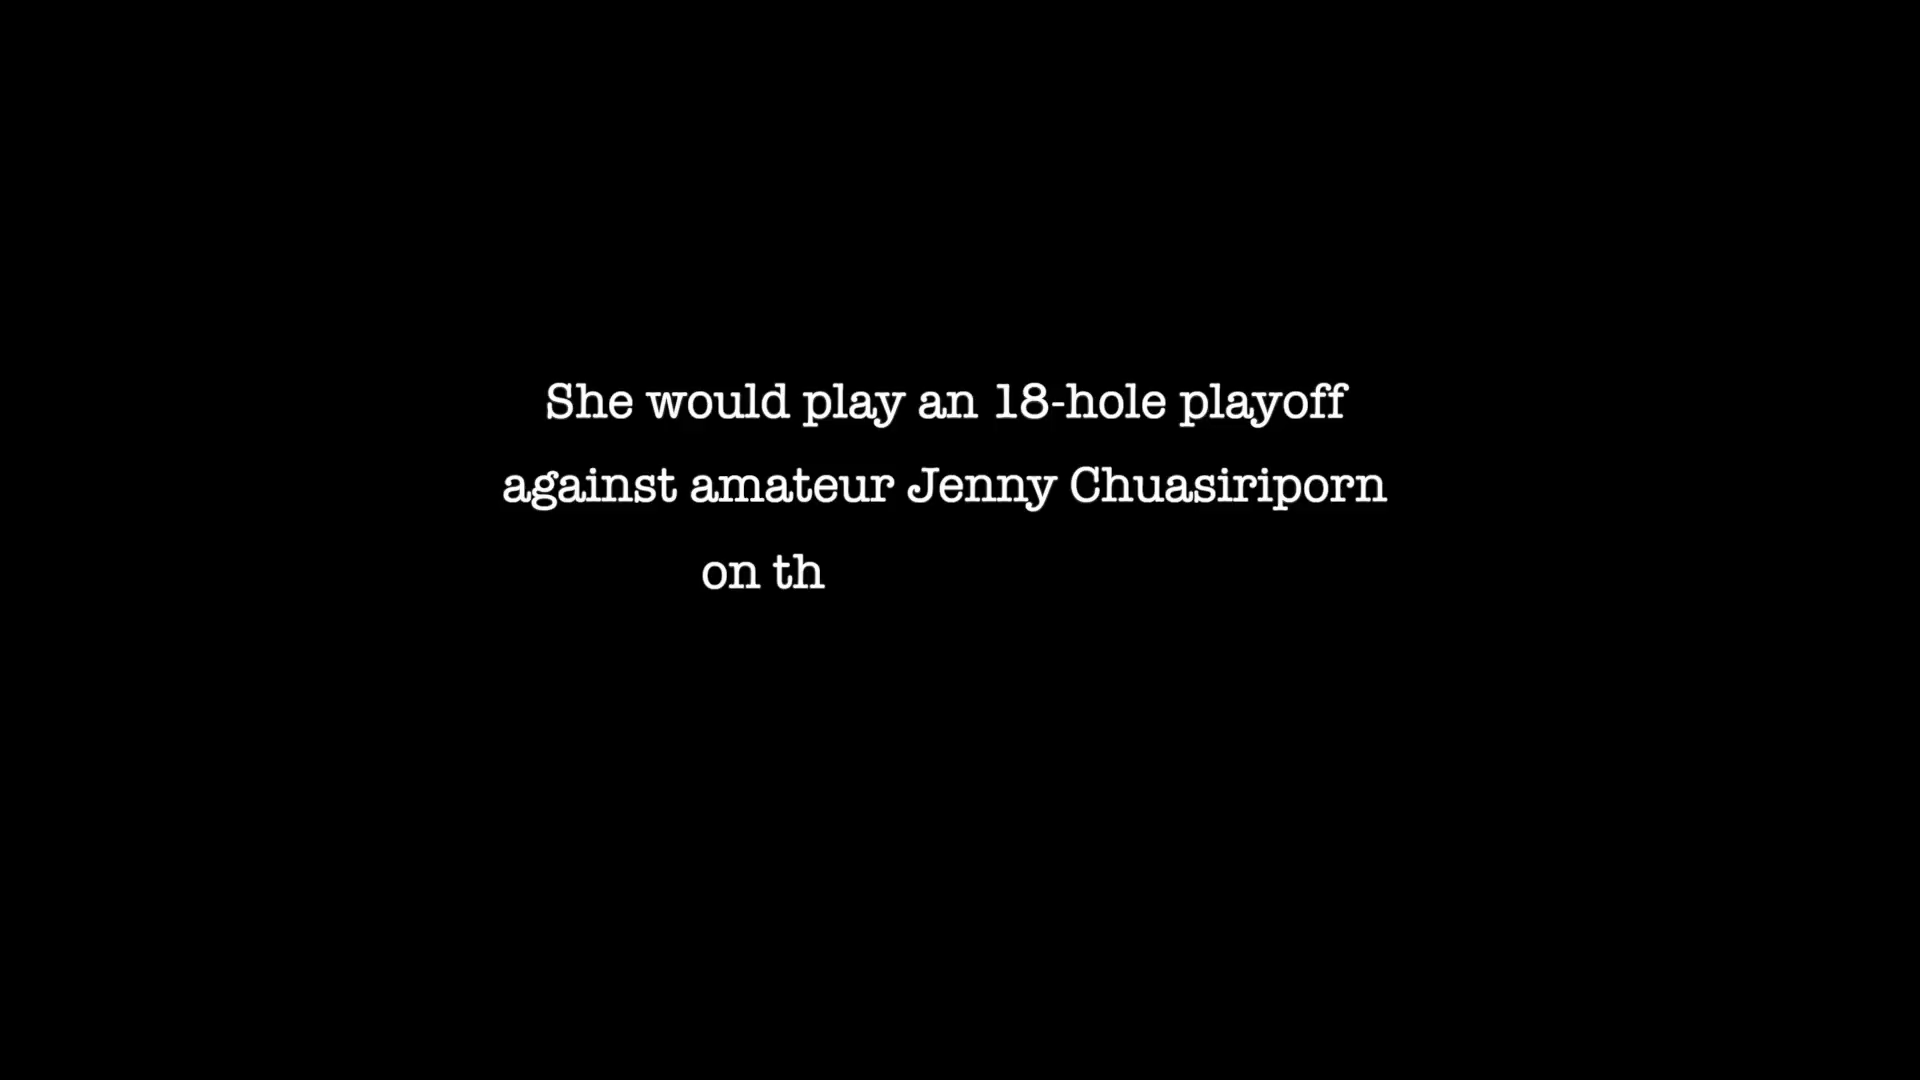 She would play an 18-hole playoff
against amateur Jenny Chuasiriporn
on th